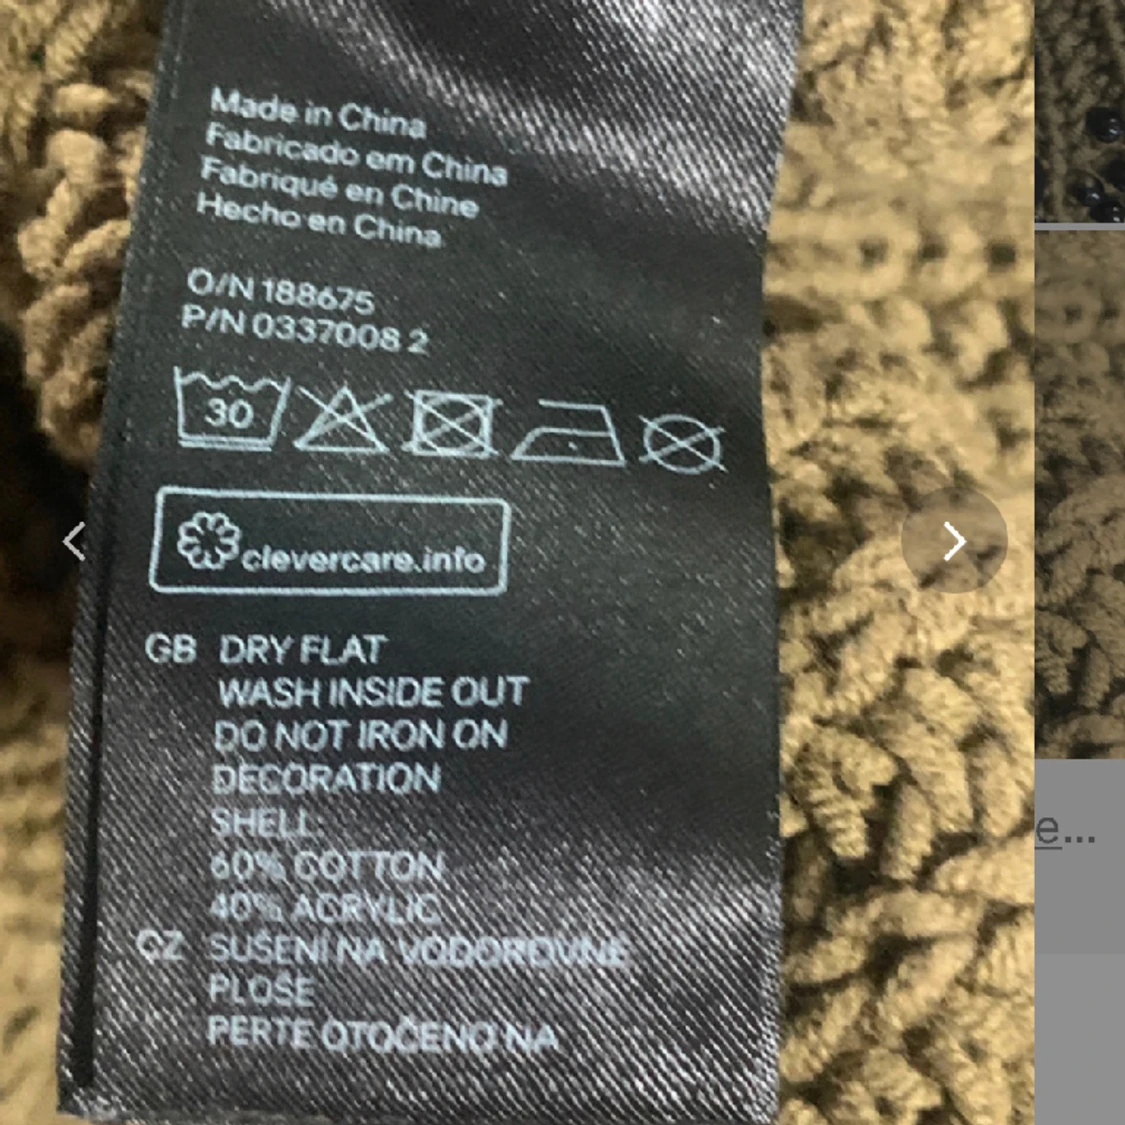 Made in China
Fabricado em China
Fabriqué en Chine
Hecho en China
O/N 188675
P/N 0337008 2
30
clevercare.info
GB DRY FLAT
WASH INSIDE OUT
DO NOT IRON ON
DECORATION
SHELL:
60% COTTON
40% ACRYLIC
CZ SUŠENÍ NA VODOROVNÉ
PLOŠE
PERTE OTOČENO NA
e...